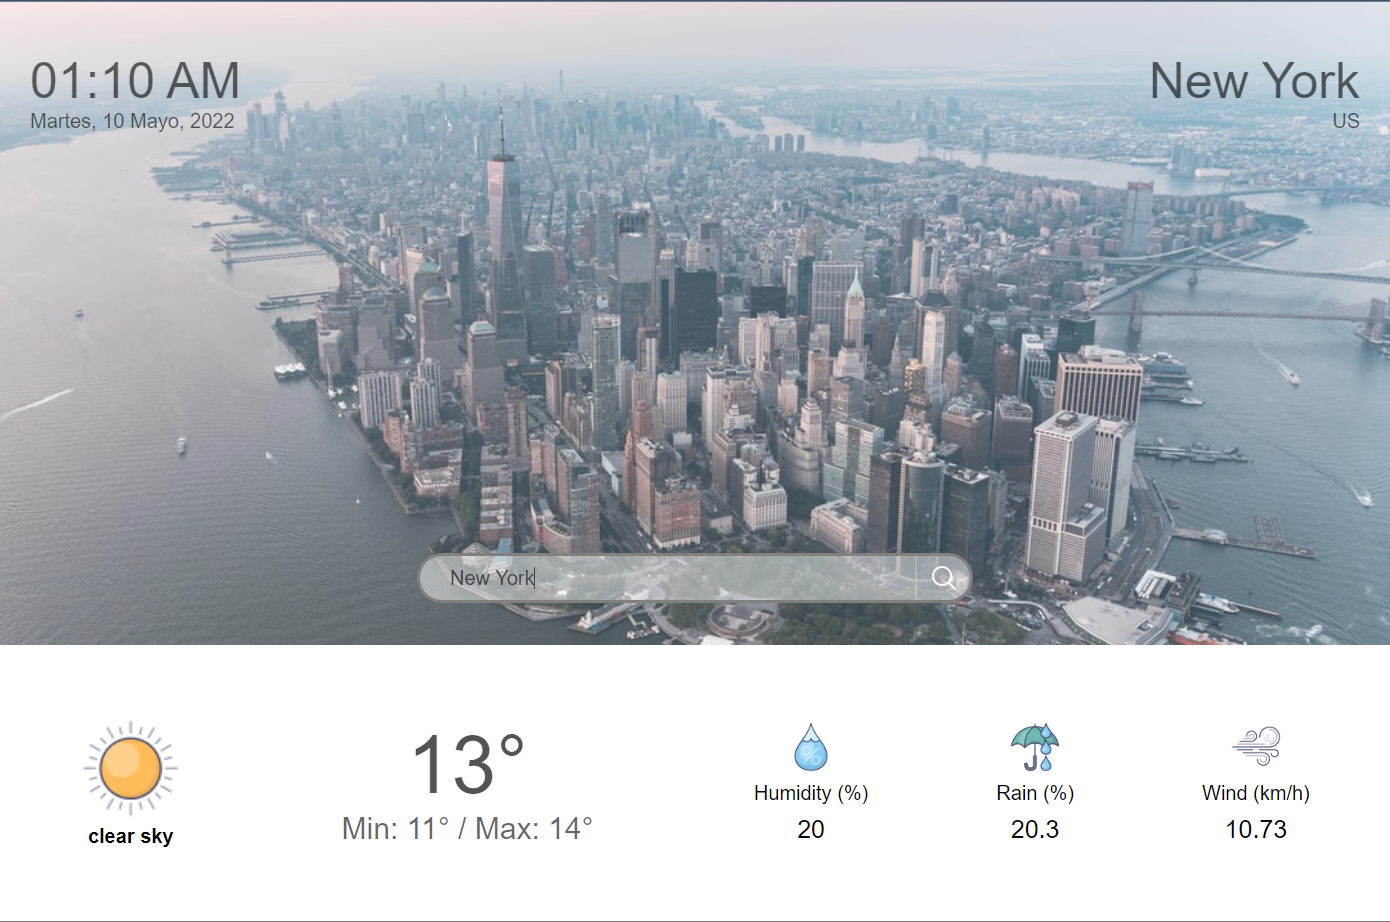 01:10 AM
Martes, 10 Mayo, 2022
New York
US
New York
clear sky
13°
Min: 11° / Max: 14°
Humidity (%)
20
Rain (%)
20.3
Wind (km/h)
10.73